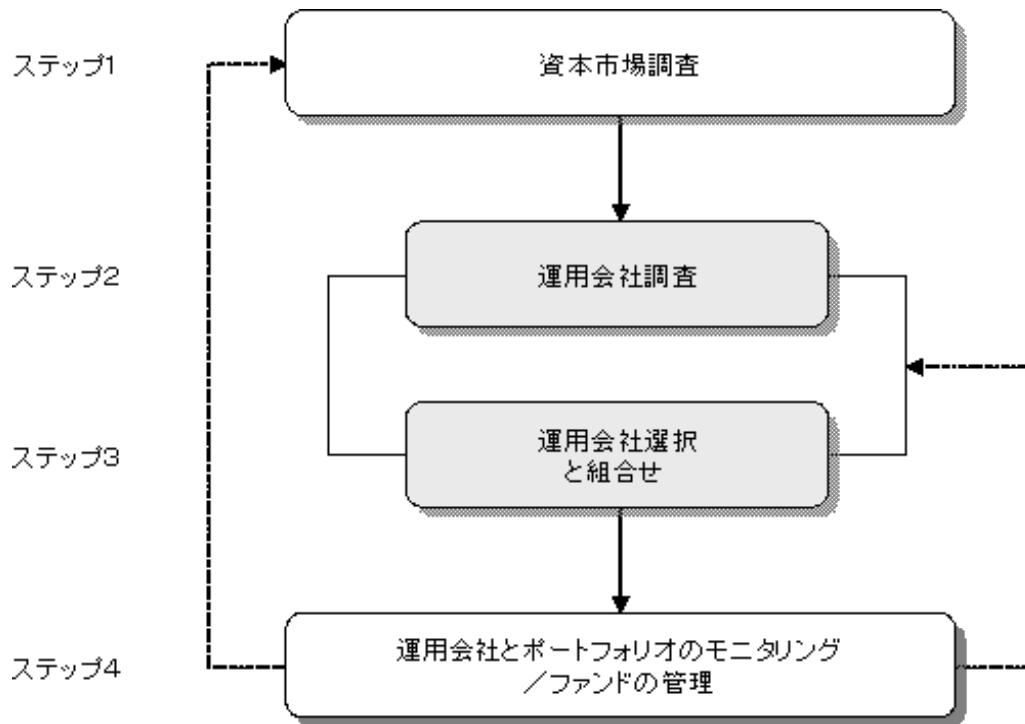 ステップ1
資本市場調査
ステップ2
運用会社調査
ステップ3
運用会社選択
と組合せ
ステップ4
運用会社とポートフォリオのモニタリング
／ファンドの管理